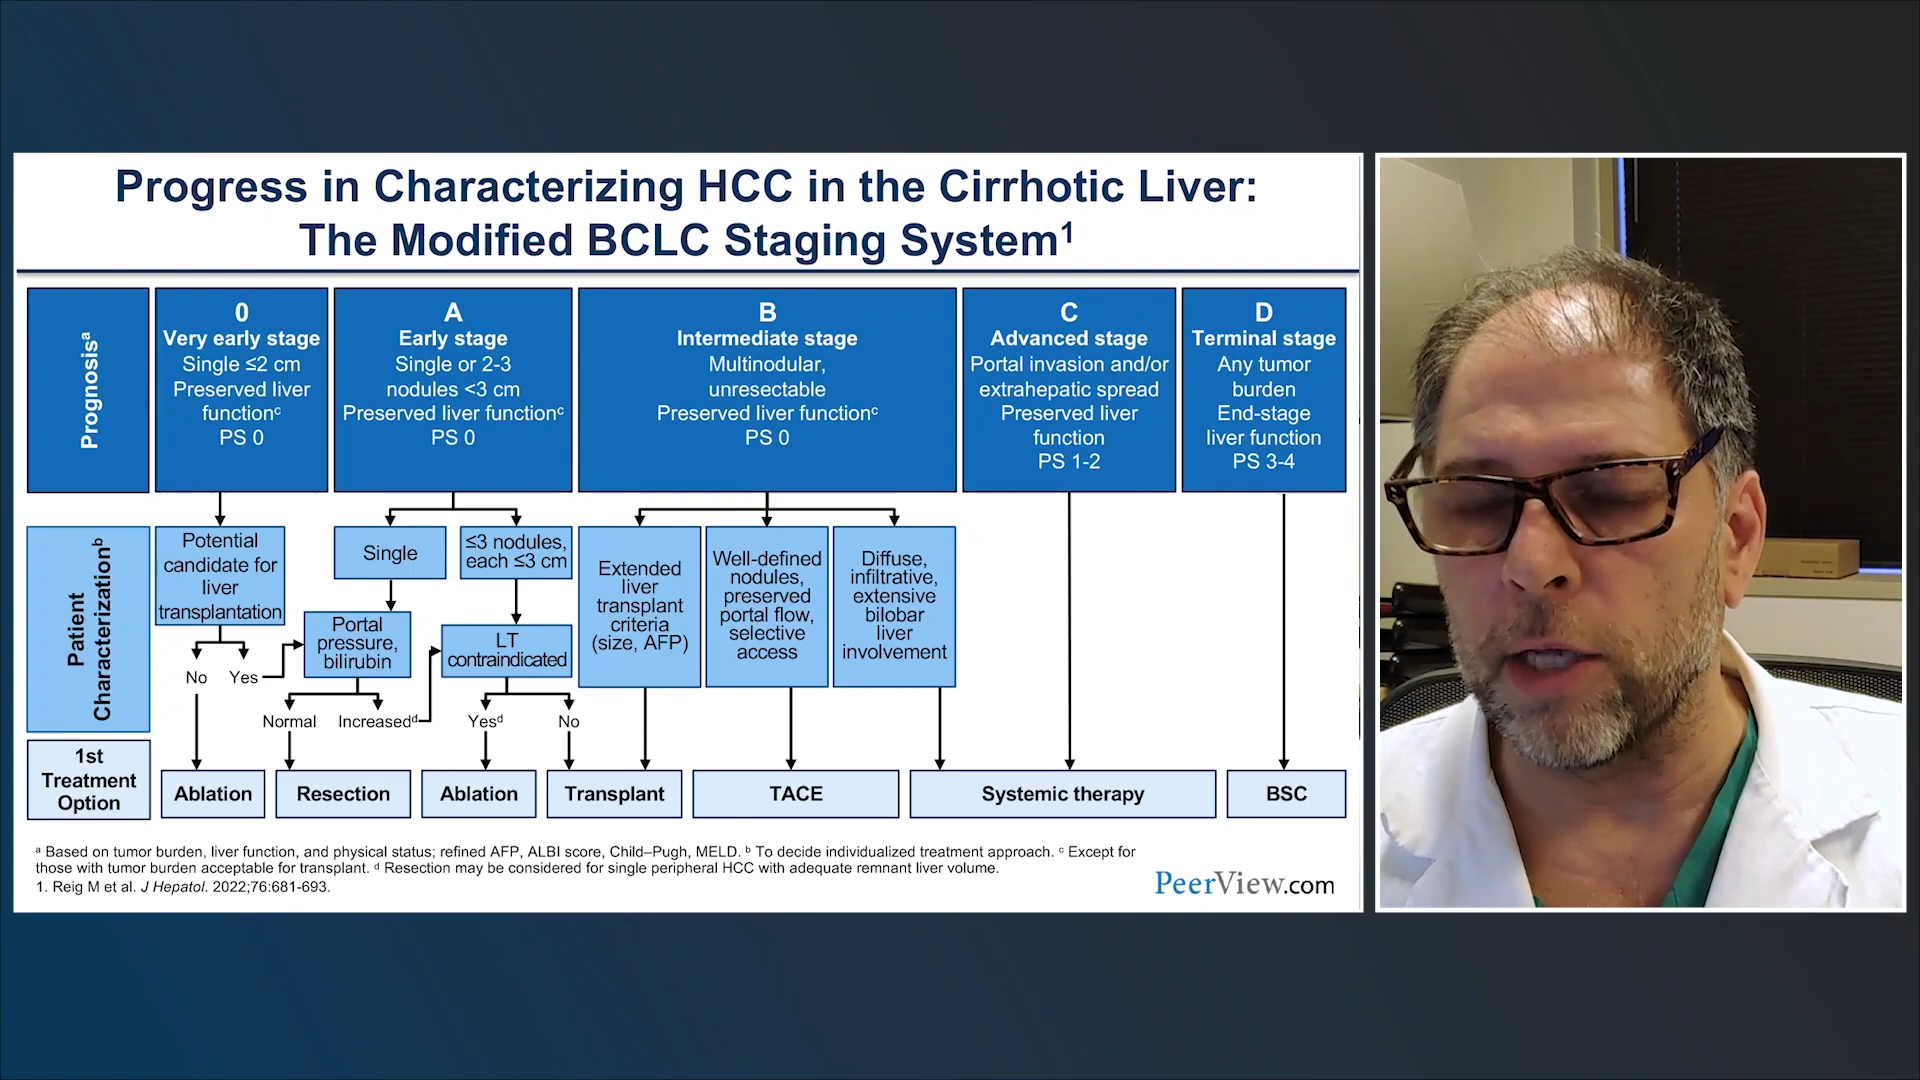 Progress in Characterizing HCC in the Cirrhotic Liver:
The Modified BCLC Staging System¹
Prognosisᵃ
0
Very early stage
Single ≤2 cm
Preserved liver
functionᶜ
PS 0
A
Early stage
Single or 2-3
nodules <3 cm
Preserved liver functionᶜ
PS 0
B
Intermediate stage
Multinodular,
unresectable
Preserved liver functionᶜ
PS 0
C
Advanced stage
Portal invasion and/or
extrahepatic spread
Preserved liver
function
PS 1-2
D
Terminal stage
Any tumor
burden
End-stage
liver function
PS 3-4
Patient
Characterizationᵇ
Potential
candidate for
liver
transplantation
No
Yes
Single
Portal
pressure,
bilirubin
Normal
Increasedᵈ
≤3 nodules,
each ≤3 cm
LT
contraindicated
Yesᵈ
No
Extended
liver
transplant
criteria
(size, AFP)
Well-defined
nodules,
preserved
portal flow,
selective
access
Diffuse,
infiltrative,
extensive
bilobar
liver
involvement
1st
Treatment
Option
Ablation
Resection
Ablation
Transplant
TACE
Systemic therapy
BSC
ᵃ Based on tumor burden, liver function, and physical status; refined AFP, ALBI score, Child–Pugh, MELD. ᵇ To decide individualized treatment approach. ᶜ Except for
those with tumor burden acceptable for transplant. ᵈ Resection may be considered for single peripheral HCC with adequate remnant liver volume.
1. Reig M et al. J Hepatol. 2022;76:681-693.
PeerView.com